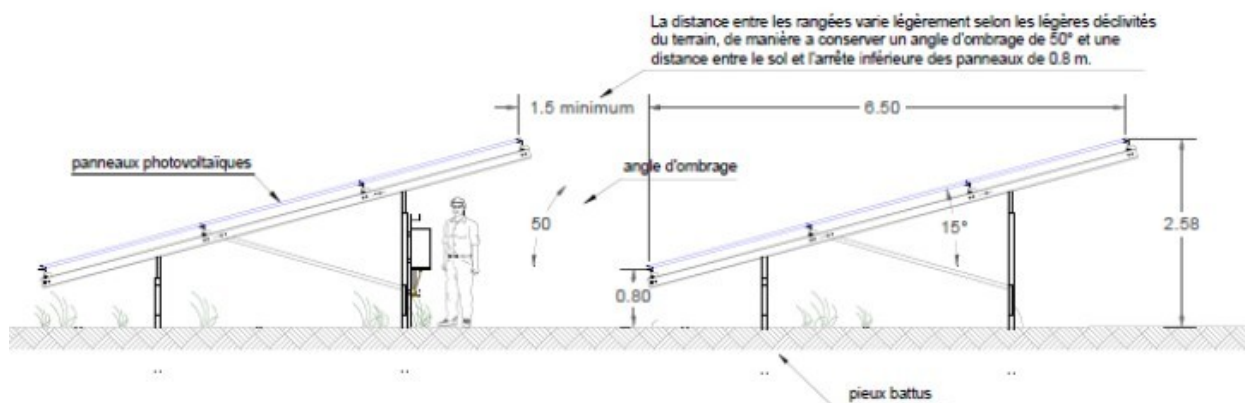 La distance entre les rangées varie légèrement selon les légères déclivités
du terrain, de manière a conserver un angle d'ombrage de 50° et une
distance entre le sol et l'arrête inférieure des panneaux de 0.8 m.
1.5 minimum
6.50
panneaux photovoltaïques
angle d'ombrage
50
15°
2.58
0.80
pieux battus